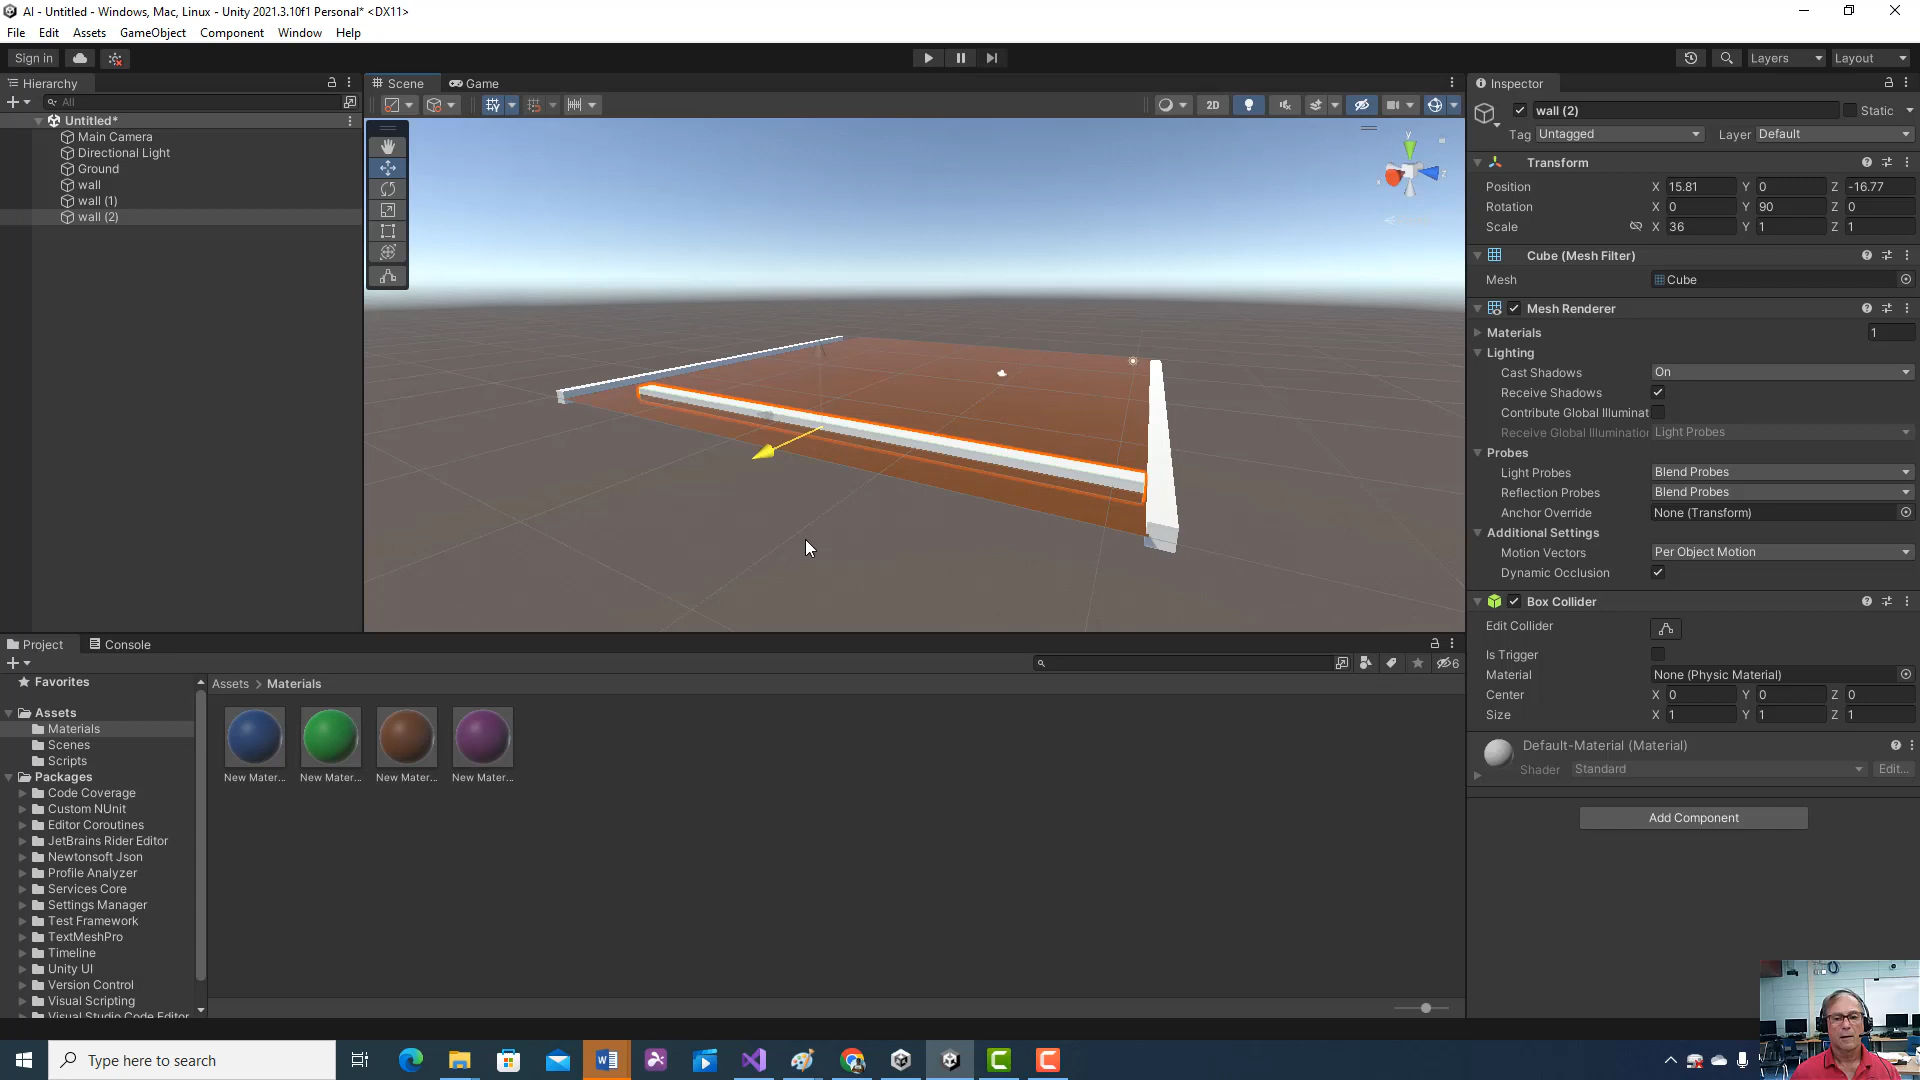 AI - Untitled - Windows, Mac, Linux - Unity 2021.3.10f1 Personal* <DX11>
File Edit Assets GameObject Component Window Help
Sign in
Layers Layout
Hierarchy
All
Untitled*
Main Camera
Directional Light
Ground
wall
wall (1)
wall (2)
Scene Game
2D
y
z
Inspector
wall (2) Static
Tag Untagged Layer Default
Transform
Position X 15.81 Y 0 Z -16.77
Rotation X 0 Y 90 Z 0
Scale X 36 Y 1 Z 1
Cube (Mesh Filter)
Mesh Cube
Mesh Renderer
Materials 1
Lighting
Cast Shadows On
Receive Shadows
Contribute Global Illuminat
Receive Global Illumination Light Probes
Probes
Light Probes Blend Probes
Reflection Probes Blend Probes
Anchor Override None (Transform)
Additional Settings
Motion Vectors Per Object Motion
Dynamic Occlusion
Box Collider
Edit Collider
Is Trigger
Material None (Physic Material)
Center X 0 Y 0 Z 0
Size X 1 Y 1 Z 1
Default-Material (Material)
Shader Standard Edit...
Add Component
Project Console
6
Favorites
Assets
Materials
Scenes
Scripts
Packages
Code Coverage
Custom NUnit
Editor Coroutines
JetBrains Rider Editor
Newtonsoft Json
Profile Analyzer
Services Core
Settings Manager
Test Framework
TextMeshPro
Timeline
Unity UI
Version Control
Visual Scripting
Visual Studio Code Editor
Assets > Materials
New Mater... New Mater... New Mater... New Mater...
Type here to search